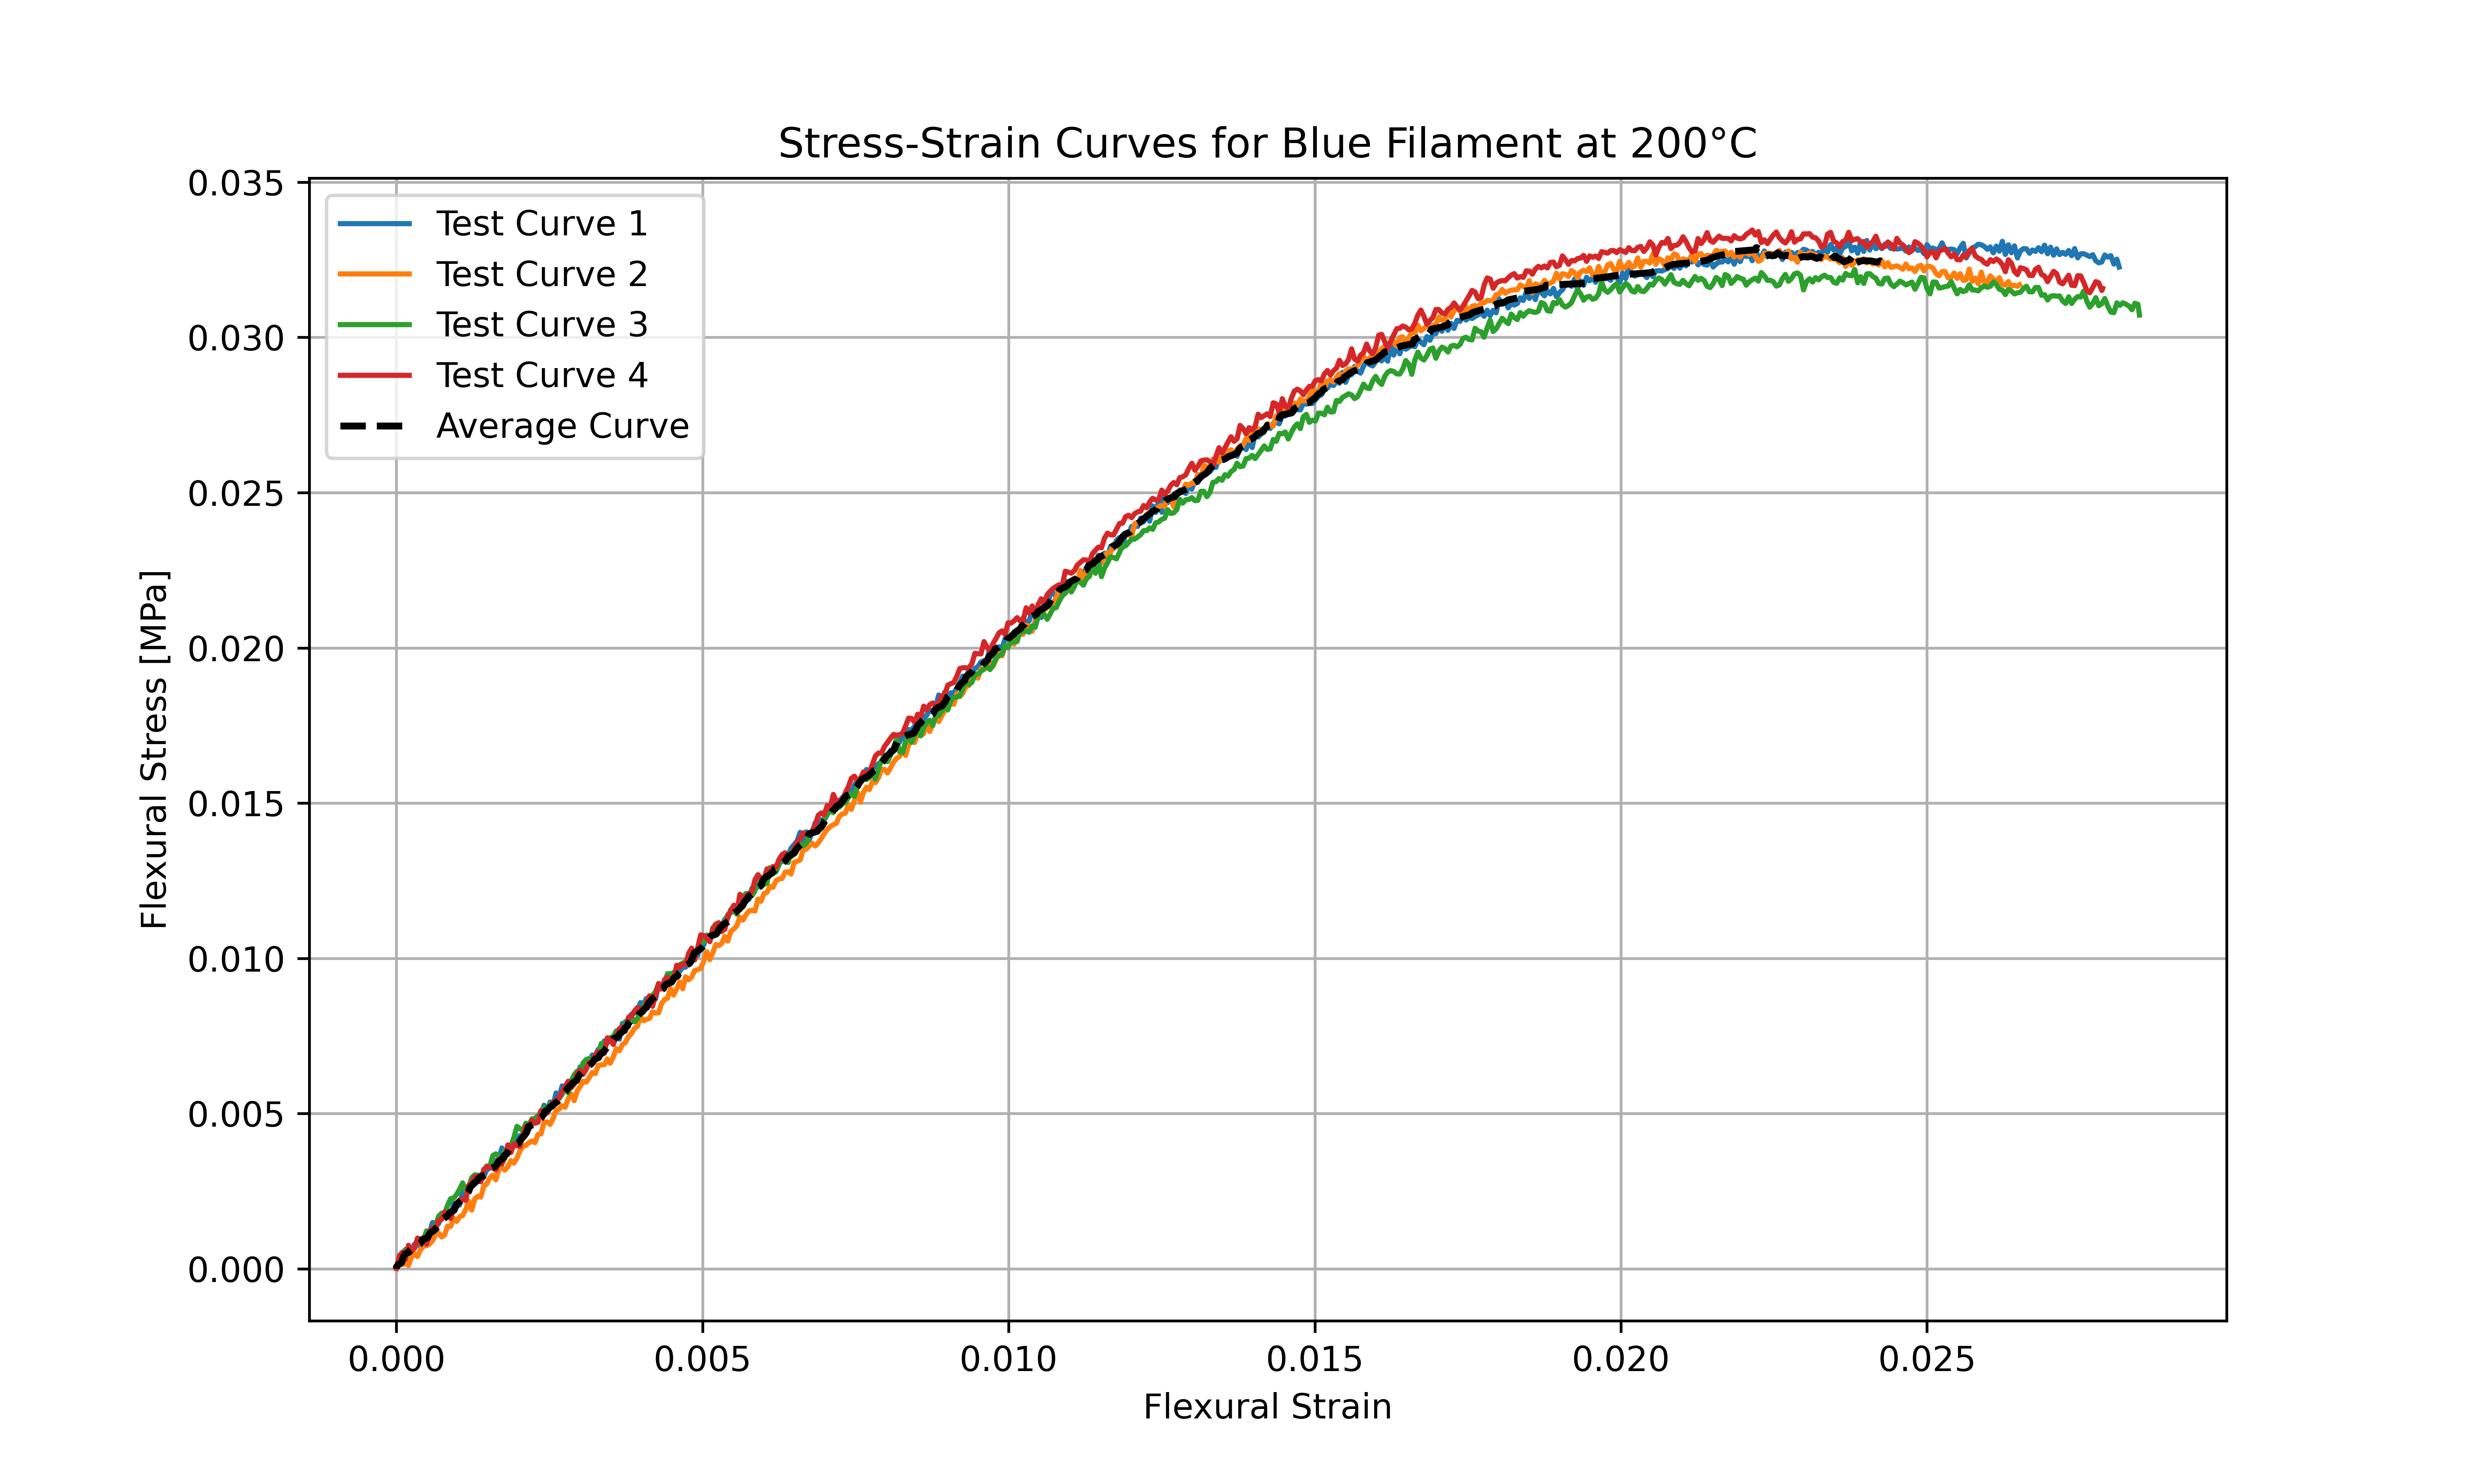 Stress-Strain Curves for Blue Filament at 200°C
0.035
0.030
0.025
0.020
0.015
0.010
0.005
0.000
Flexural Stress [MPa]
Test Curve 1
Test Curve 2
Test Curve 3
Test Curve 4
Average Curve
0.000 0.005 0.010 0.015 0.020 0.025
Flexural Strain